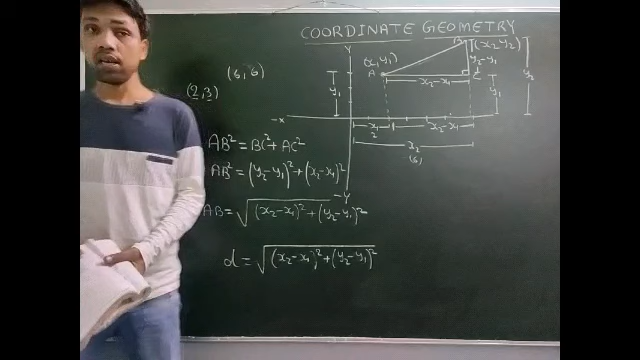 COORDINATE GEOMETRY
(6, 6)
(2, 3)
Y
(x₁, y₁)
A
B
(x₂-y₂)
y₂-y₁
C
x₂-x₁
y₁
y₁
y₂
-x
x₁
2
x₂-x₁
x₂
(6)
-Y
AB² = BC² + AC²
AB² = (y₂-y₁)² + (x₂-x₁)²
AB = √(x₂-x₁)² + (y₂-y₁)²
d = √(x₂-x₁)² + (y₂-y₁)²